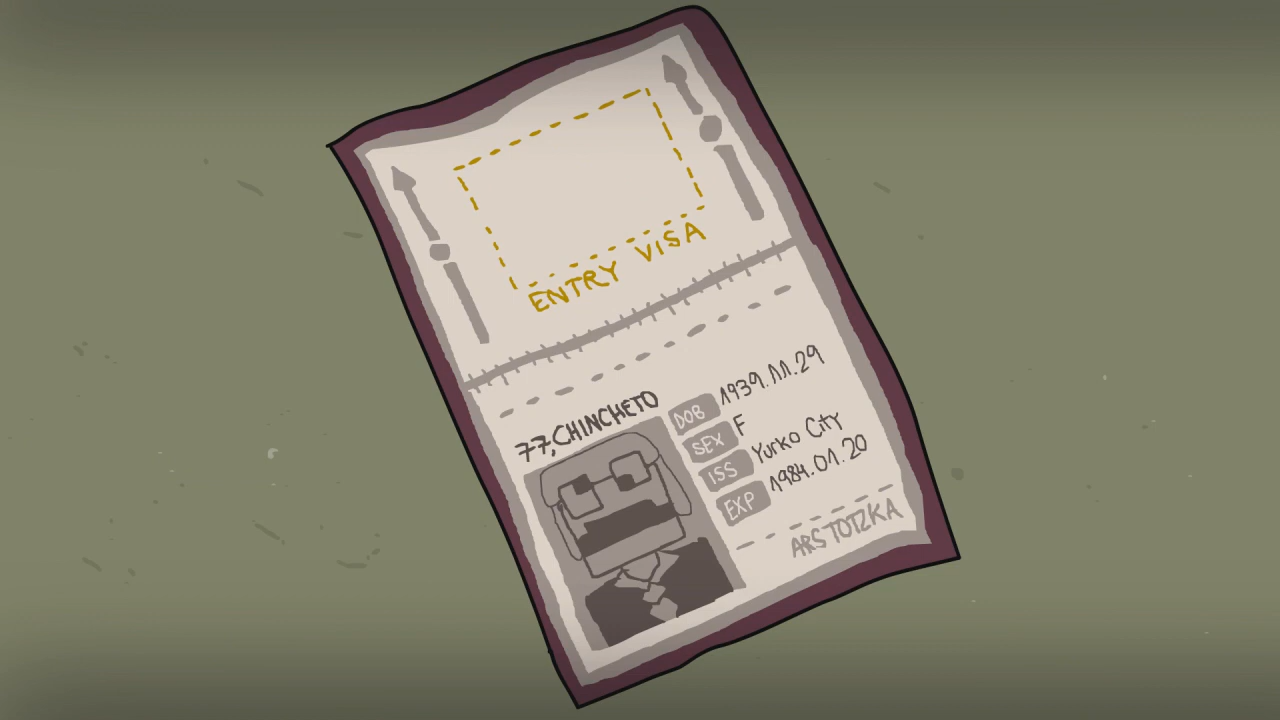 ENTRY VISA
77,CHINCHETO
DOB 1939.11.29
SEX F
ISS Yurko City
EXP 1984.01.20
ARSTOTZKA